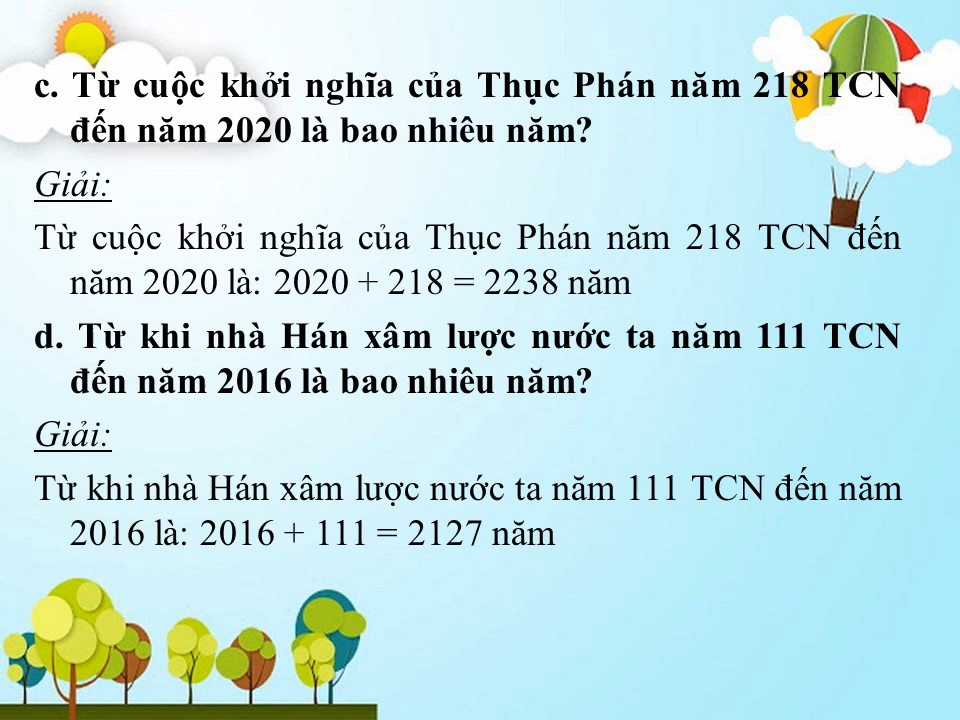 c. Từ cuộc khởi nghĩa của Thục Phán năm 218 TCN
đến năm 2020 là bao nhiêu năm?
Giải:
Từ cuộc khởi nghĩa của Thục Phán năm 218 TCN đến
năm 2020 là: 2020 + 218 = 2238 năm
d. Từ khi nhà Hán xâm lược nước ta năm 111 TCN
đến năm 2016 là bao nhiêu năm?
Giải:
Từ khi nhà Hán xâm lược nước ta năm 111 TCN đến năm
2016 là: 2016 + 111 = 2127 năm